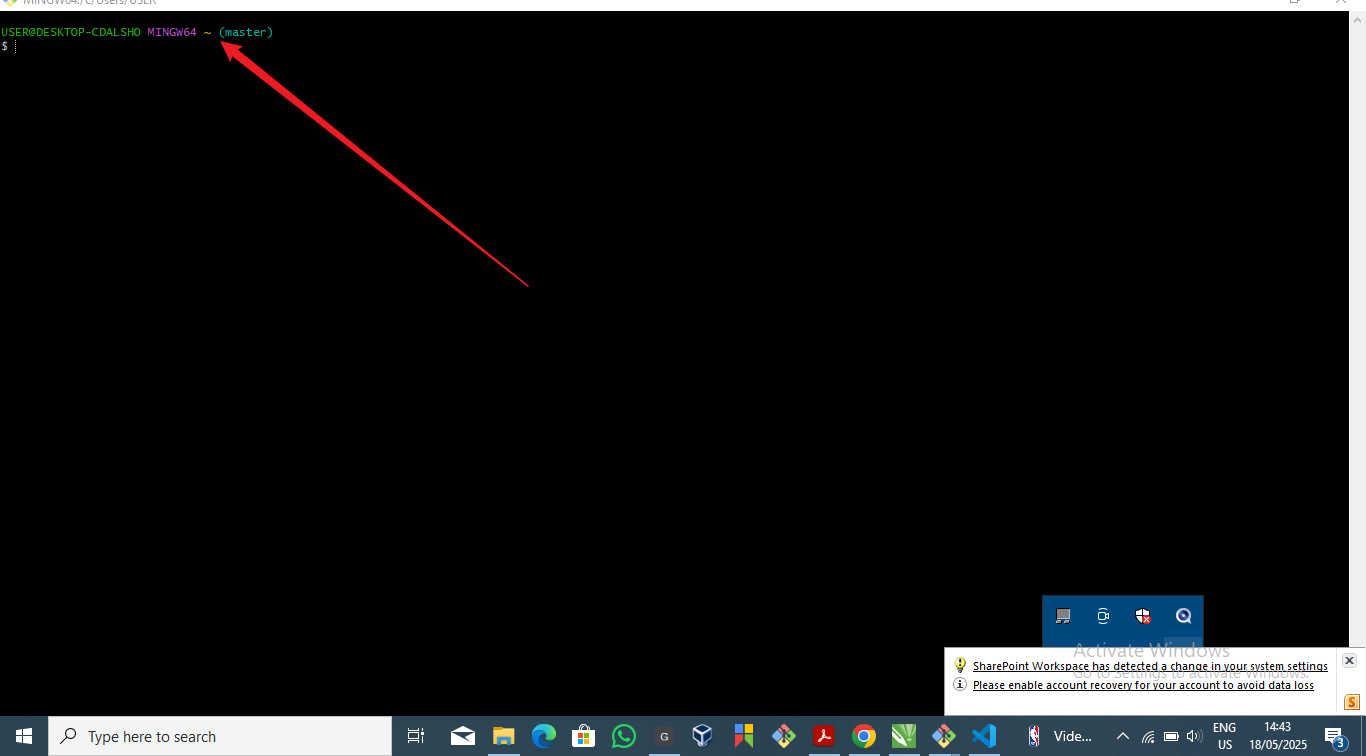 MINGW64:/c/Users/USER
USER@DESKTOP-CDALSHO MINGW64 ~ (master)
$
Activate Windows
Go to Settings to activate Windows.
SharePoint Workspace has detected a change in your system settings
Please enable account recovery for your account to avoid data loss
Type here to search
G
Vide...
ENG
US
14:43
18/05/2025
3